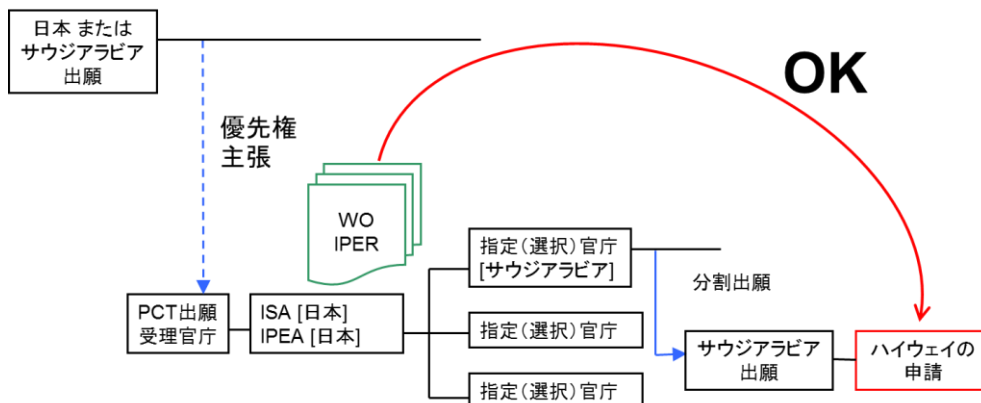 日本 または
サウジアラビア
出願
OK
優先権
主張
WO
IPER
指定(選択)官庁
[サウジアラビア]
分割出願
PCT出願
受理官庁
ISA [日本]
IPEA [日本]
指定(選択)官庁
サウジアラビア
出願
ハイウェイの
申請
指定(選択)官庁